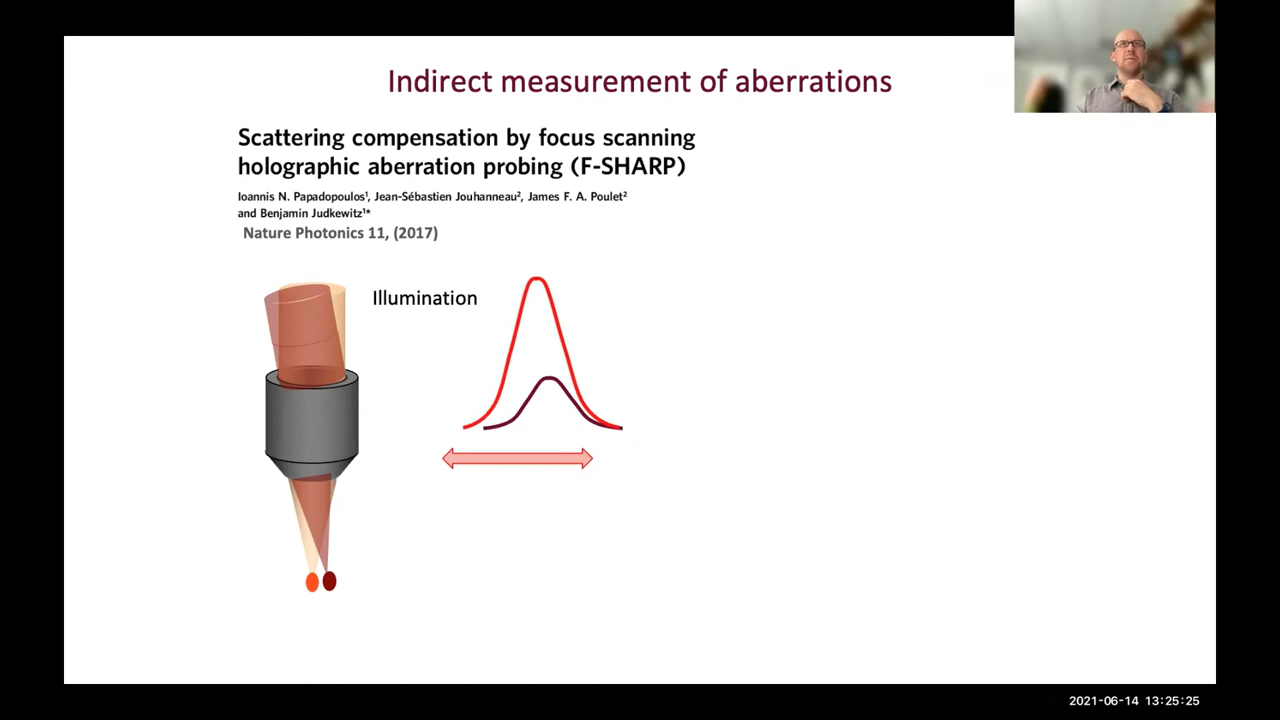 Indirect measurement of aberrations
Scattering compensation by focus scanning
holographic aberration probing (F-SHARP)
Ioannis N. Papadopoulos¹, Jean-Sébastien Jouhanneau², James F. A. Poulet²
and Benjamin Judkewitz¹*
Nature Photonics 11, (2017)
Illumination
2021-06-14 13:25:25